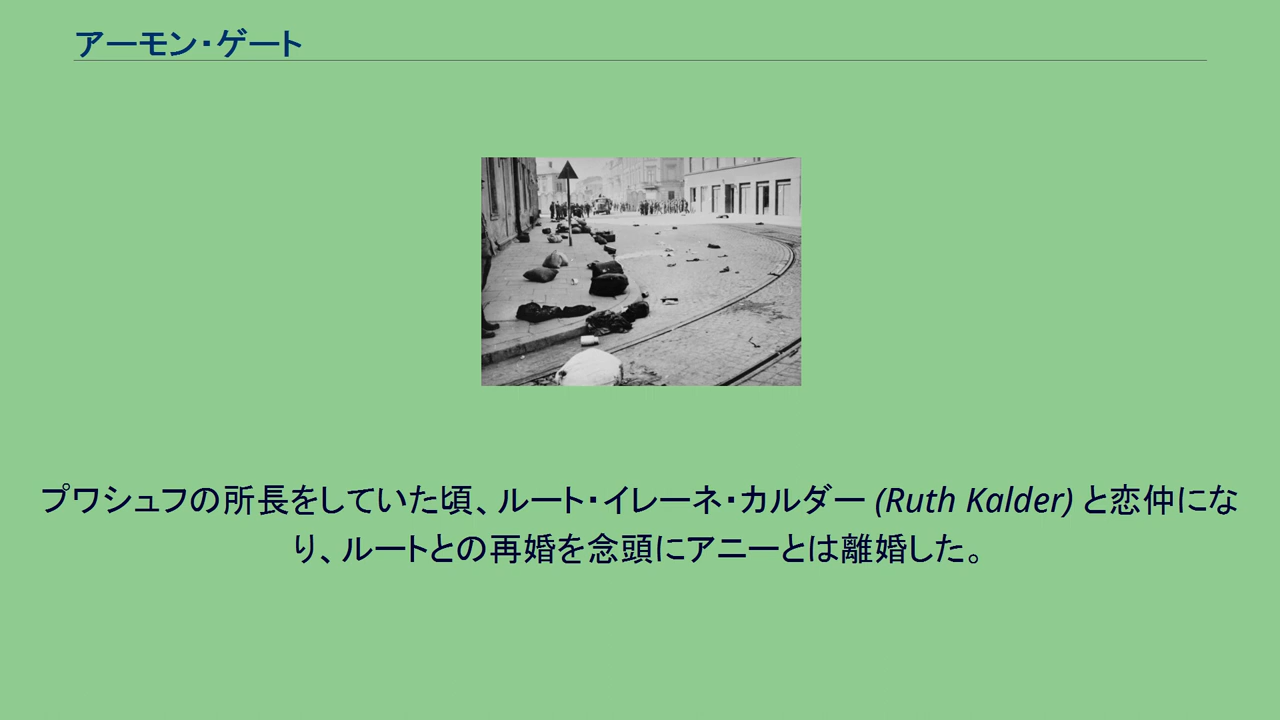 アーモン・ゲート
プワシュフの所長をしていた頃、ルート・イレーネ・カルダー (Ruth Kalder) と恋仲にな
り、ルートとの再婚を念頭にアニーとは離婚した。